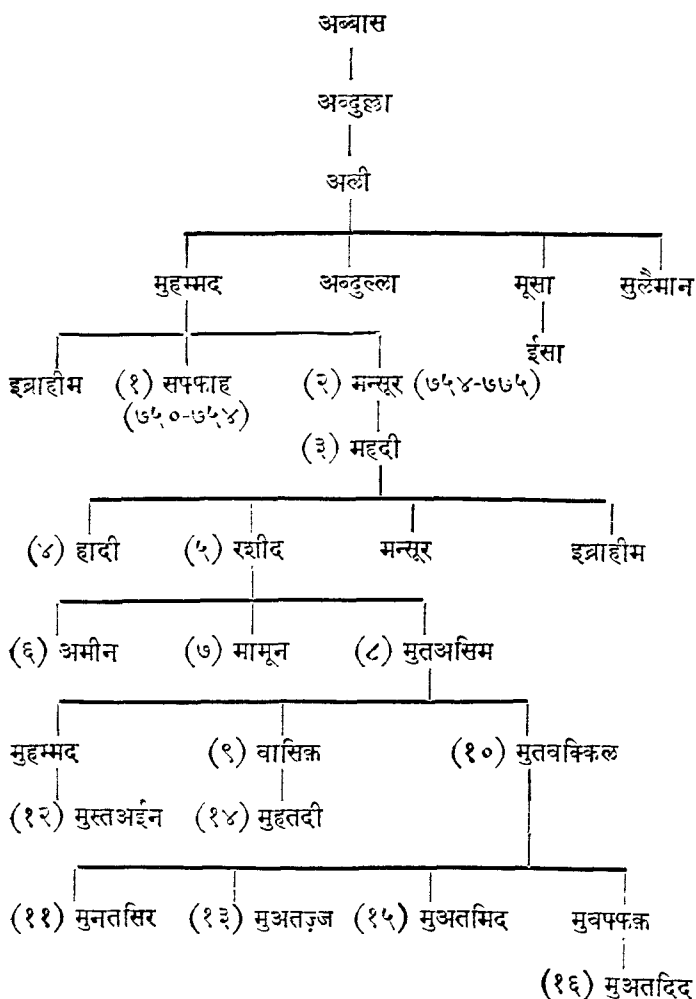 अब्बास
अब्दुल्ला
अली
मुहम्मद अब्दुल्ला मूसा सुलैमान
ईसा
इब्राहीम (१) सफ्फाह (२) मन्सूर (७५४-७७५)
(७५०-७५४)
(३) महदी
(४) हादी (५) रशीद मन्सूर इब्राहीम
(६) अमीन (७) मामून (८) मुतअसिम
मुहम्मद (९) वासिक़ (१०) मुतवक्किल
(१२) मुस्तअईन (१४) मुहतदी
(११) मुनतसिर (१३) मुअतज़्ज (१५) मुअतमिद मुवफ्फक़
(१६) मुअतदिद